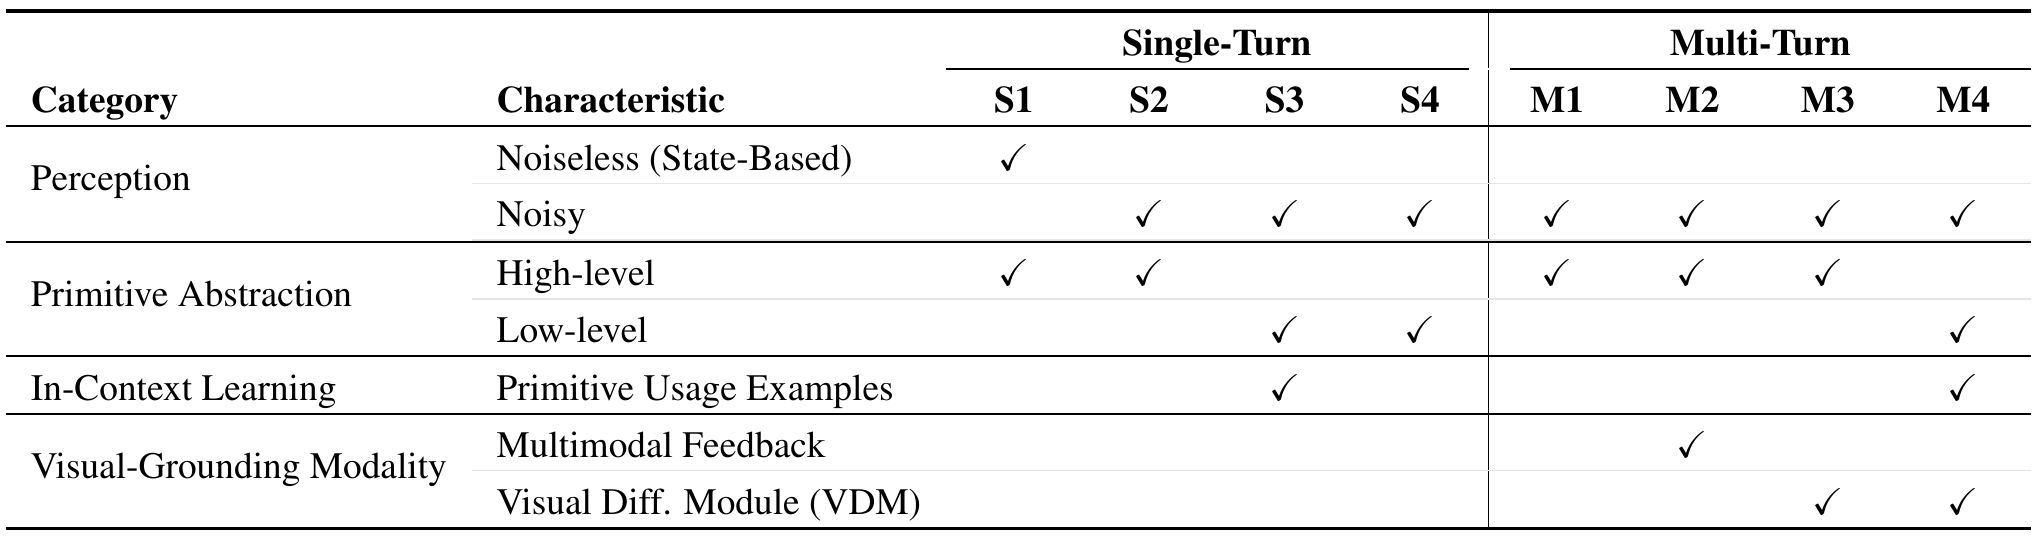 Single-Turn Multi-Turn
Category Characteristic S1 S2 S3 S4 M1 M2 M3 M4
Perception
Noiseless (State-Based) ✓
Noisy ✓ ✓ ✓ ✓ ✓ ✓ ✓
Primitive Abstraction
High-level ✓ ✓ ✓ ✓ ✓
Low-level ✓ ✓ ✓
In-Context Learning Primitive Usage Examples ✓ ✓
Visual-Grounding Modality
Multimodal Feedback ✓
Visual Diff. Module (VDM) ✓ ✓